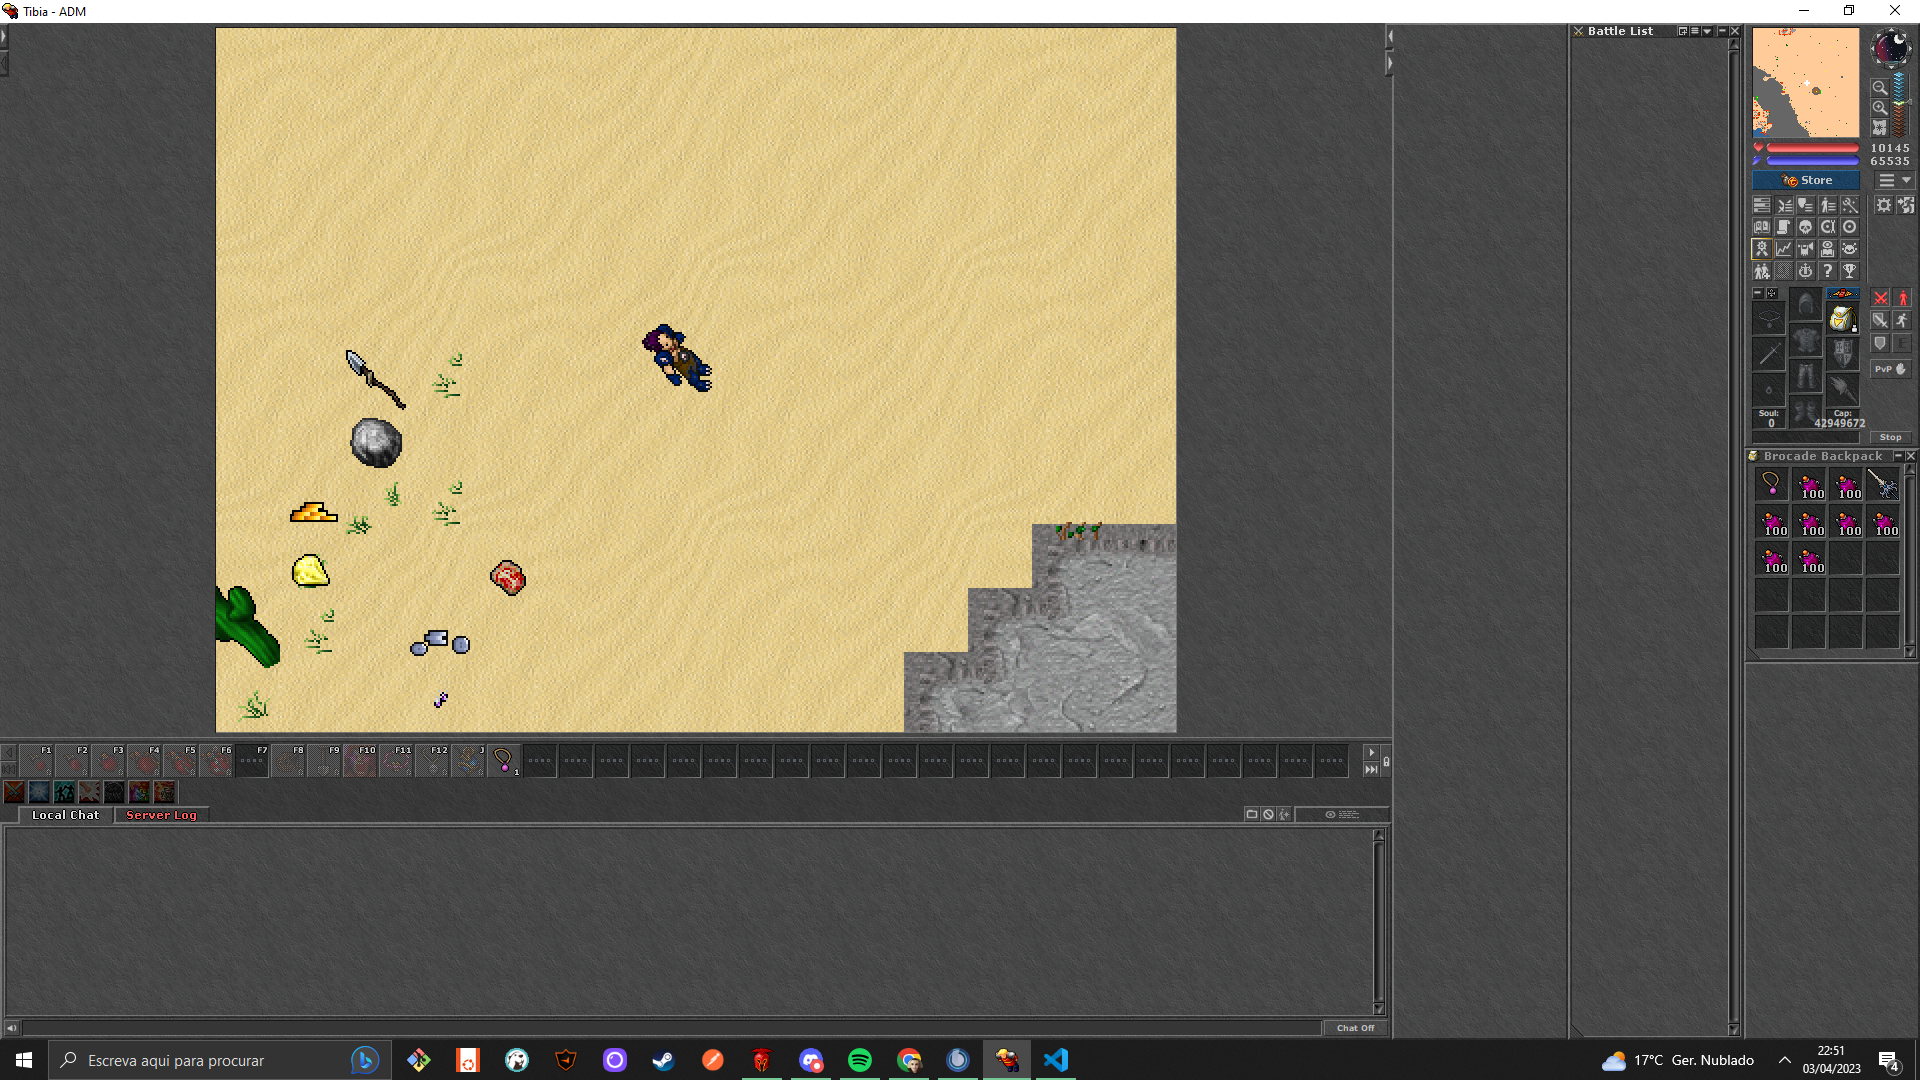 Tibia - ADM
Battle List
10145
65535
Store
PvP
Soul:
0
Cap:
42949672
Stop
Brocade Backpack
100 100
100 100 100 100
100 100
F1 F2 F3 F4 F5 F6 F7 F8 F9 F10 F11 F12 J
1
Local Chat Server Log
Chat Off
Escreva aqui para procurar
17°C Ger. Nublado
22:51
03/04/2023
4